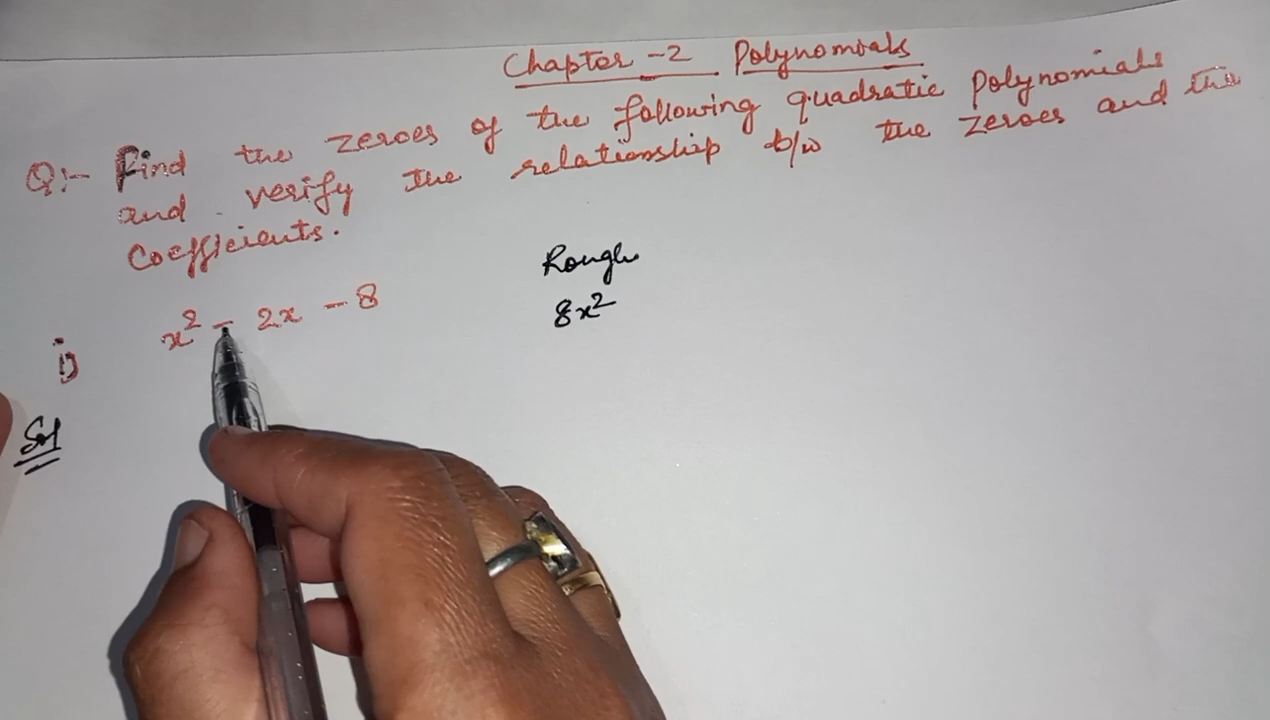 Chapter -2 Polynomials
Q:- Find the zeroes of the following quadratic polynomials
and verify the relationship b/w the zeroes and the
Coefficients.
i) x² - 2x - 8
Rough
8x²
Sol